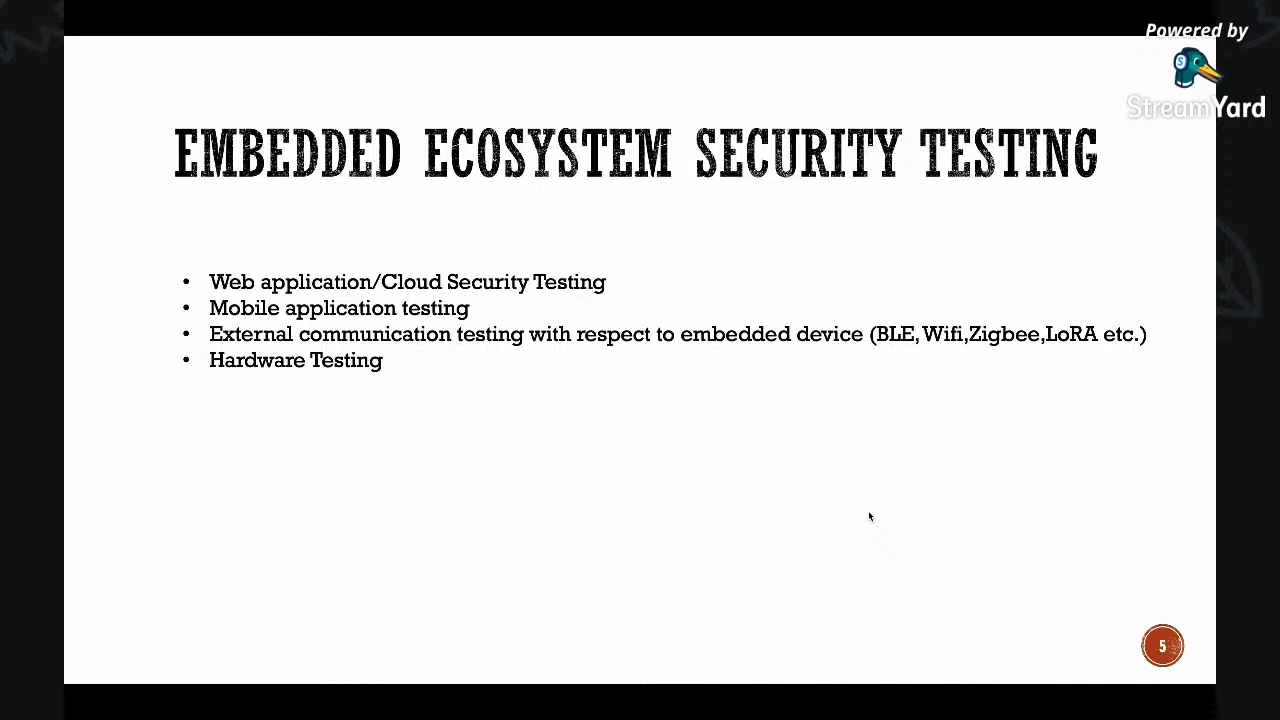 Powered by
StreamYard
EMBEDDED ECOSYSTEM SECURITY TESTING
• Web application/Cloud Security Testing
• Mobile application testing
• External communication testing with respect to embedded device (BLE, Wifi,Zigbee,LoRA etc.)
• Hardware Testing
5